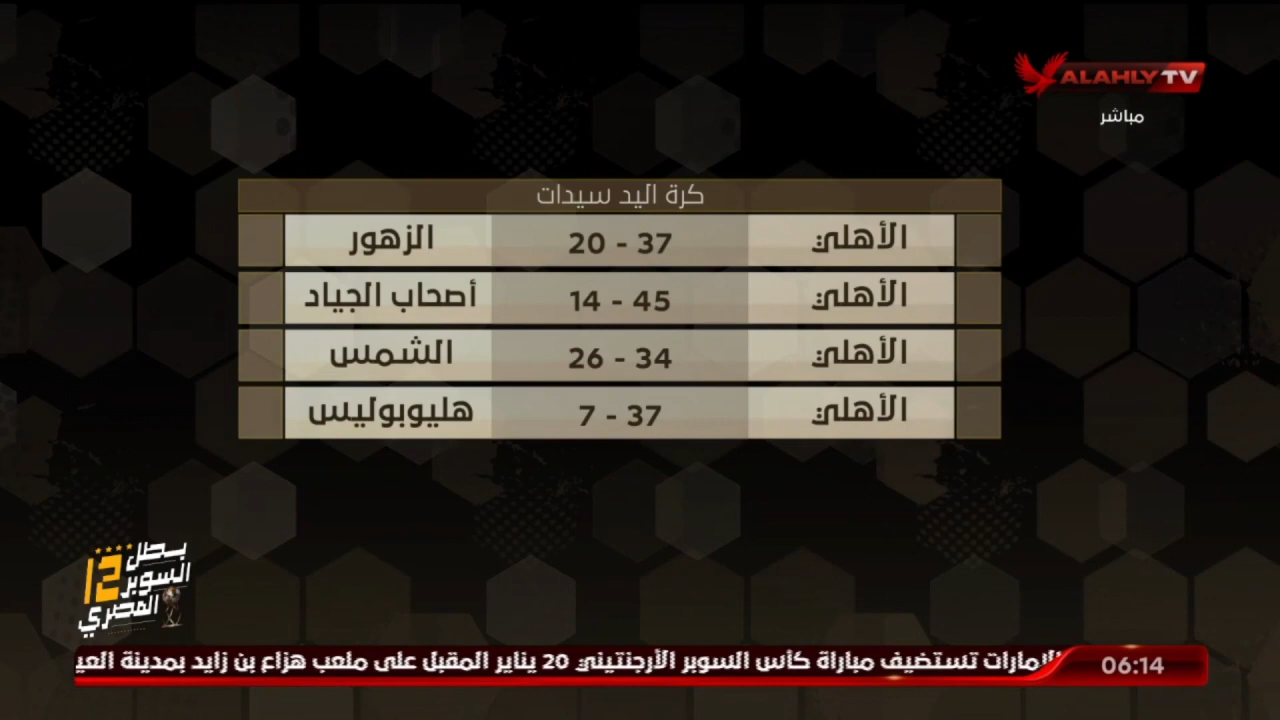 ALAHLY TV
مباشر
كرة اليد سيدات
الأهلي 37 - 20 الزهور
الأهلي 45 - 14 أصحاب الجياد
الأهلي 34 - 26 الشمس
الأهلي 37 - 7 هليوبوليس
بطل
السوبر 12
المصري
06:14
الإمارات تستضيف مباراة كأس السوبر الأرجنتيني 20 يناير المقبل على ملعب هزاع بن زايد بمدينة